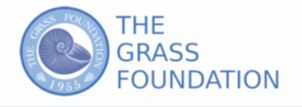 THE GRASS FOUNDATION
1955
THE
GRASS
FOUNDATION